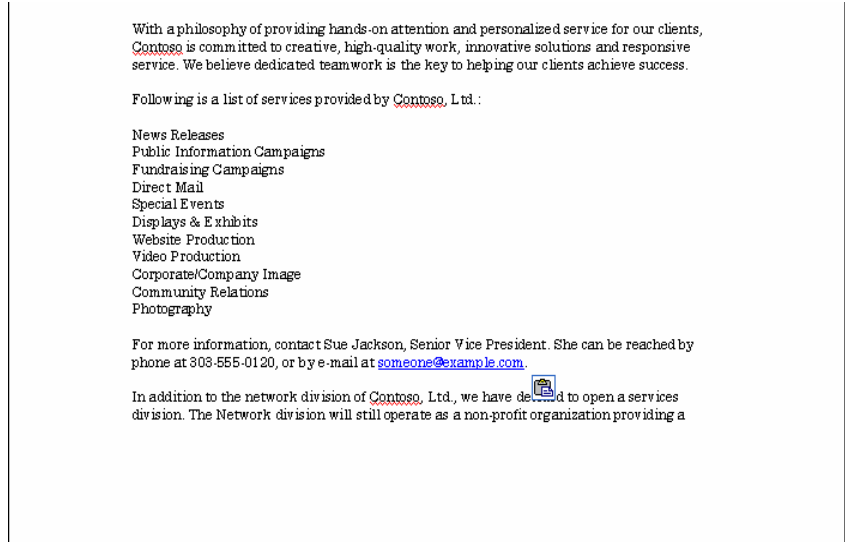 With a philosophy of providing hands-on attention and personalized service for our clients,
Contoso is committed to creative, high-quality work, innovative solutions and responsive
service. We believe dedicated teamwork is the key to helping our clients achieve success.
Following is a list of services provided by Contoso, Ltd.:
News Releases
Public Information Campaigns
Fundraising Campaigns
Direct Mail
Special Events
Displays & Exhibits
Website Production
Video Production
Corporate/Company Image
Community Relations
Photography
For more information, contact Sue Jackson, Senior Vice President. She can be reached by
phone at 303-555-0120, or by e-mail at someone@example.com.
In addition to the network division of Contoso, Ltd., we have to open a services
division. The Network division will still operate as a non-profit organization providing a